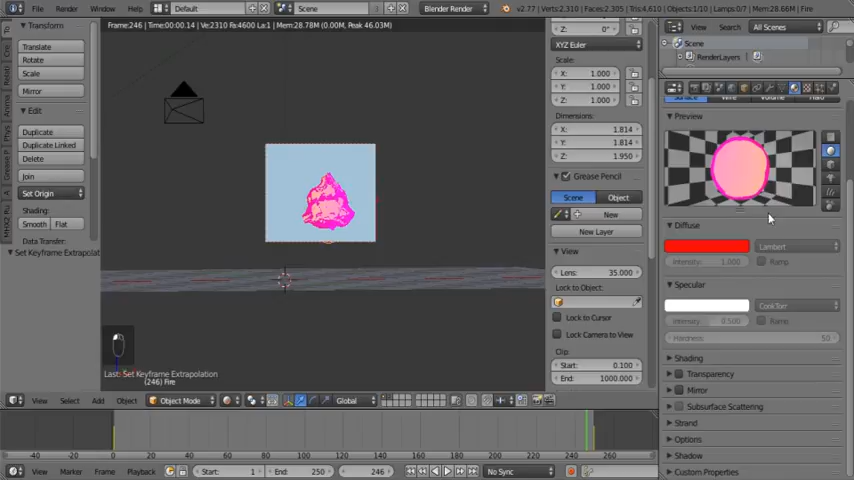 File Render Window Help Default Scene Blender Render v2.77 | Verts:2,310 | Faces:2,305 | Tris:4,610 | Objects:1/10 | Lamps:0/7 | Mem:28.66M | Fire
Frame:246 | Time:00:00.14 | Ve:2310 Fa:4600 La:1 | Mem:28.78M (0.00M, Peak 46.03M)
View Search All Scenes
Scene
RenderLayers
Transform
Translate
Rotate
Scale
Mirror
Edit
Duplicate
Duplicate Linked
Delete
Join
Set Origin
Shading:
Smooth Flat
Data Transfer:
Set Keyframe Extrapolat
Last: Set Keyframe Extrapolation
(246) Fire
0°
XYZ Euler
Scale:
X: 1.000
Y: 1.000
Z: 1.000
Dimensions:
X: 1.814
Y: 1.814
Z: 1.950
Grease Pencil
Scene Object
New
New Layer
View
Lens: 35.000
Lock to Object:
Lock to Cursor
Lock Camera to View
Clip:
Start: 0.100
End: 1000.000
Surface Wire Volume Halo
Preview
Diffuse
Lambert
Intensity: 1.000 Ramp
Specular
CookTorr
Intensity: 0.500 Ramp
Hardness: 50
Shading
Transparency
Mirror
Subsurface Scattering
Strand
Options
Shadow
Custom Properties
View Select Add Object Object Mode Global
-40 -20 0 20 40 60 80 100 120 140 160 180 200 220 240 260
View Marker Frame Playback Start: 1 End: 250 246 No Sync